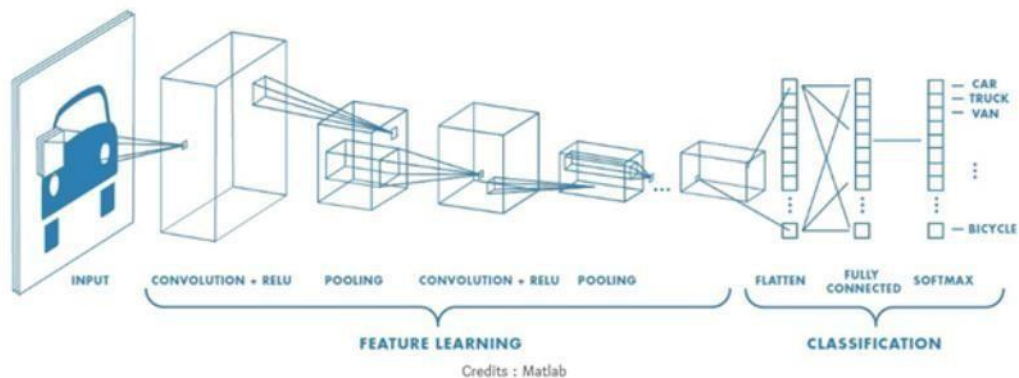 CAR
TRUCK
VAN
BICYCLE
INPUT
CONVOLUTION + RELU
POOLING
CONVOLUTION + RELU
POOLING
FLATTEN
FULLY
CONNECTED
SOFTMAX
FEATURE LEARNING
CLASSIFICATION
Credits : Matlab